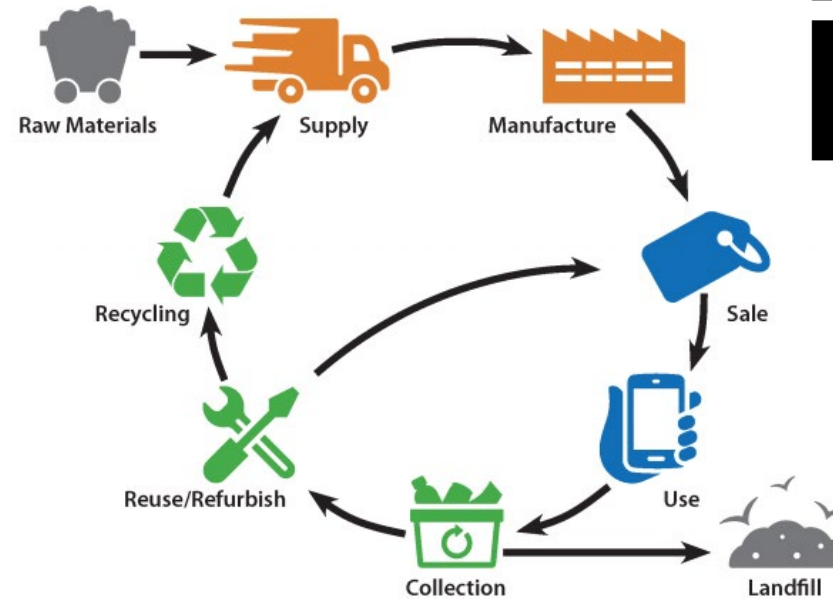 Raw Materials
Supply
Manufacture
Recycling
Sale
Reuse/Refurbish
Use
Collection
Landfill